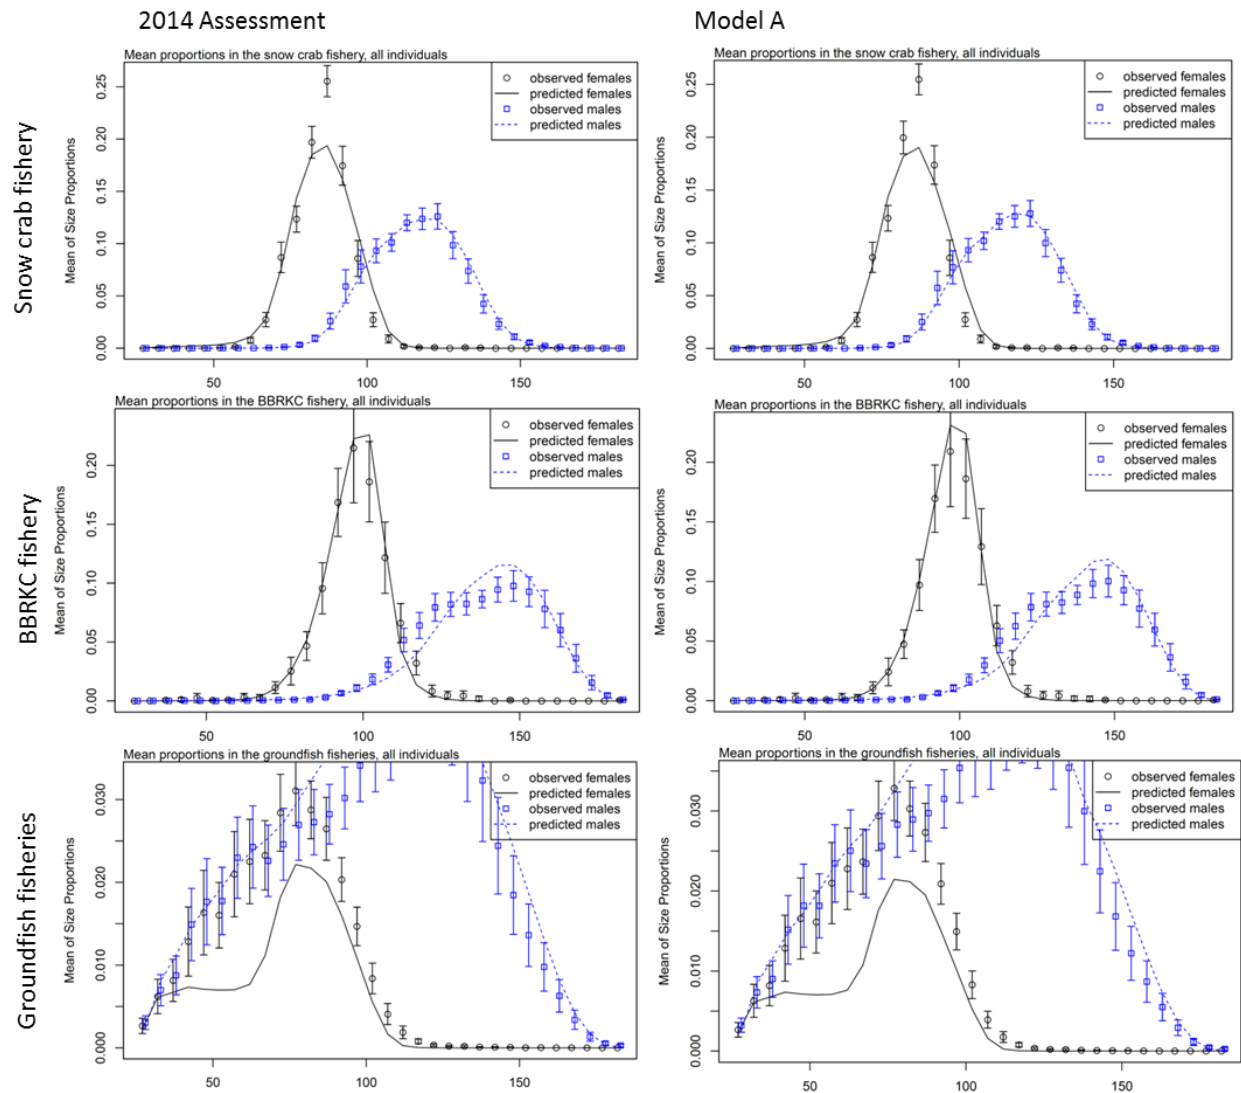 2014 Assessment
Model A
Snow crab fishery
Mean proportions in the snow crab fishery, all individuals
Mean of Size Proportions
0.25
0.20
0.15
0.10
0.05
0.00
observed females
predicted females
observed males
predicted males
50
100
150
Mean proportions in the snow crab fishery, all individuals
Mean of Size Proportions
0.25
0.20
0.15
0.10
0.05
0.00
observed females
predicted females
observed males
predicted males
50
100
150
BBRKC fishery
Mean proportions in the BBRKC fishery, all individuals
Mean of Size Proportions
0.20
0.15
0.10
0.05
0.00
observed females
predicted females
observed males
predicted males
50
100
150
Mean proportions in the BBRKC fishery, all individuals
Mean of Size Proportions
0.20
0.15
0.10
0.05
0.00
observed females
predicted females
observed males
predicted males
50
100
150
Groundfish fisheries
Mean proportions in the groundfish fisheries, all individuals
Mean of Size Proportions
0.030
0.020
0.010
0.000
observed females
predicted females
observed males
predicted males
50
100
150
Mean proportions in the groundfish fisheries, all individuals
Mean of Size Proportions
0.030
0.020
0.010
0.000
observed females
predicted females
observed males
predicted males
50
100
150